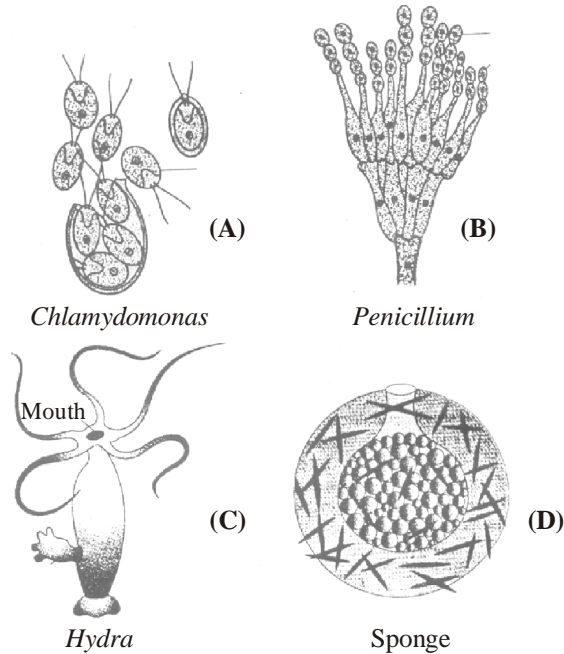 (A)
(B)
Chlamydomonas
Penicillium
Mouth
(C)
(D)
Hydra
Sponge